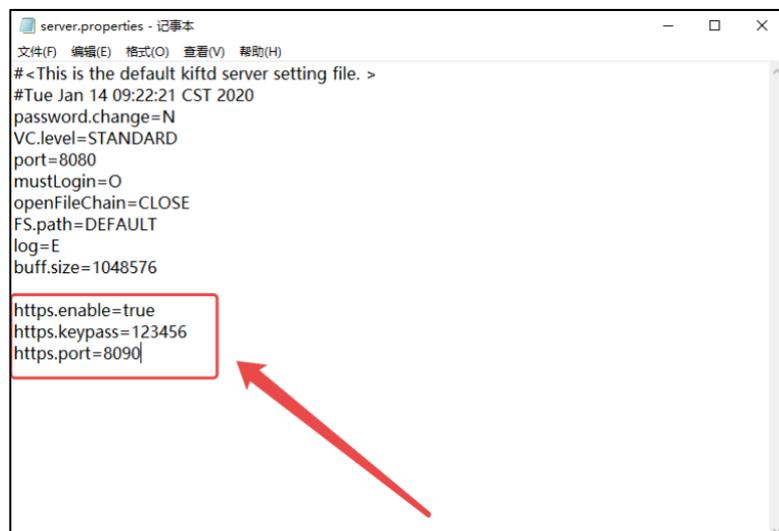 server.properties - 记事本
文件(F) 编辑(E) 格式(O) 查看(V) 帮助(H)
#<This is the default kiftd server setting file. >
#Tue Jan 14 09:22:21 CST 2020
password.change=N
VC.level=STANDARD
port=8080
mustLogin=O
openFileChain=CLOSE
FS.path=DEFAULT
log=E
buff.size=1048576
https.enable=true
https.keypass=123456
https.port=8090